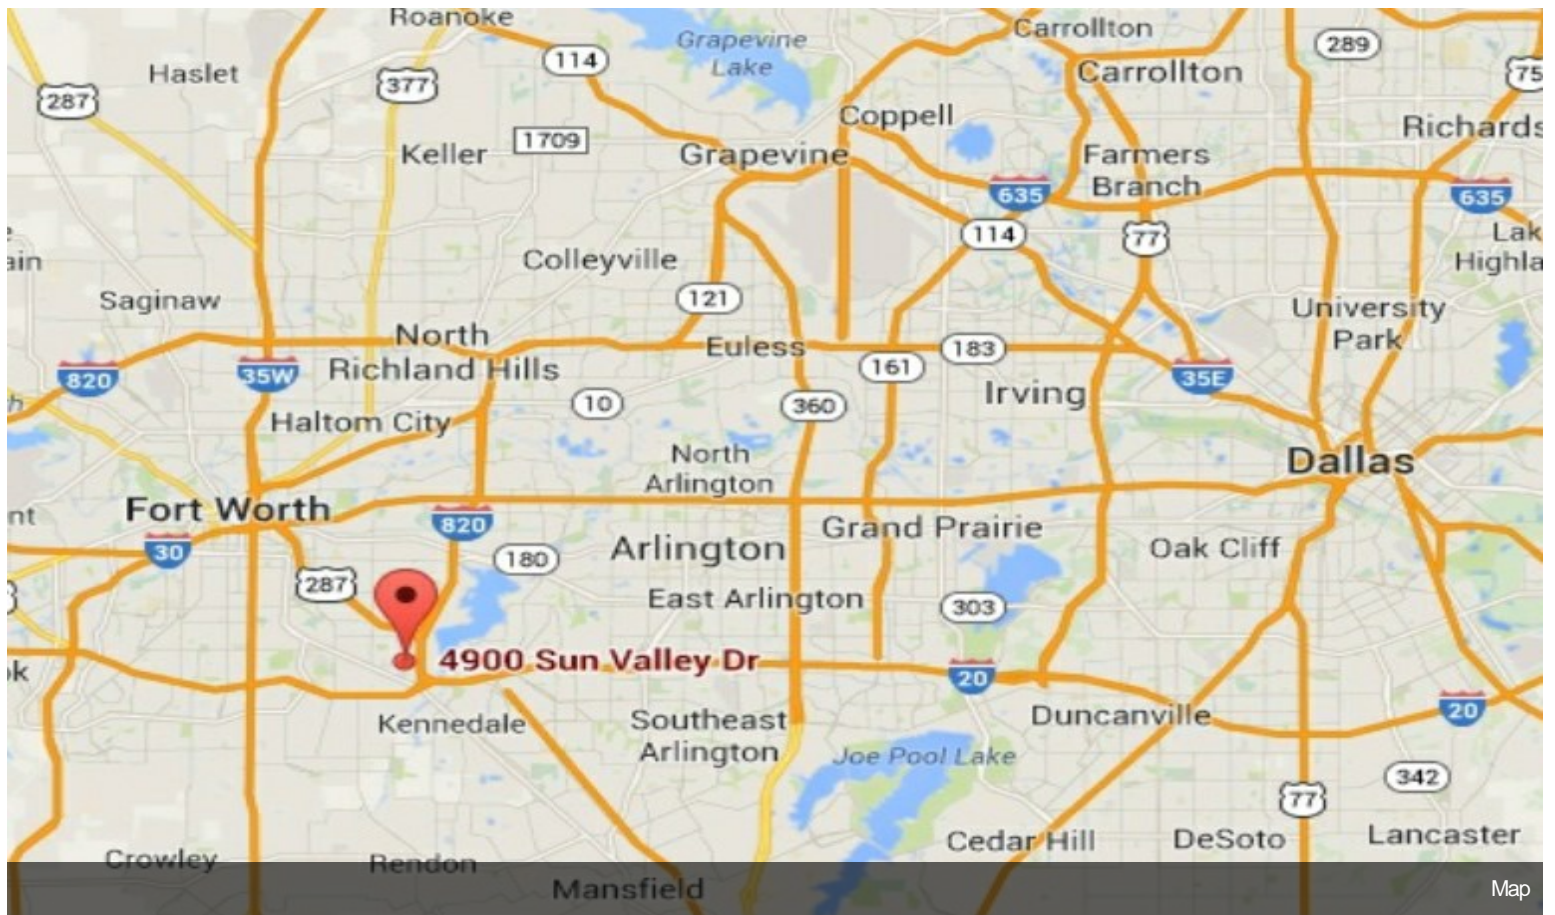 Roanoke
Carrollton
Grapevine
Lake
289
114
Haslet
377
Carrollton
75
287
Coppell
1709
Richards
Keller
Grapevine
Farmers
Branch
635
635
114
77
Lak
Highla
ain
Colleyville
Saginaw
121
University
Park
North
Richland Hills
Euless
183
161
820
35W
35E
Irving
10
360
Haltom City
North
Arlington
Dallas
Fort Worth
nt
820
Grand Prairie
30
180
Arlington
Oak Cliff
287
East Arlington
303
4900 Sun Valley Dr
ok
20
20
Kennedale
Southeast
Arlington
Duncanville
Joe Pool Lake
342
77
Cedar Hill
DeSoto
Lancaster
Crowley
Rendon
Mansfield
Map